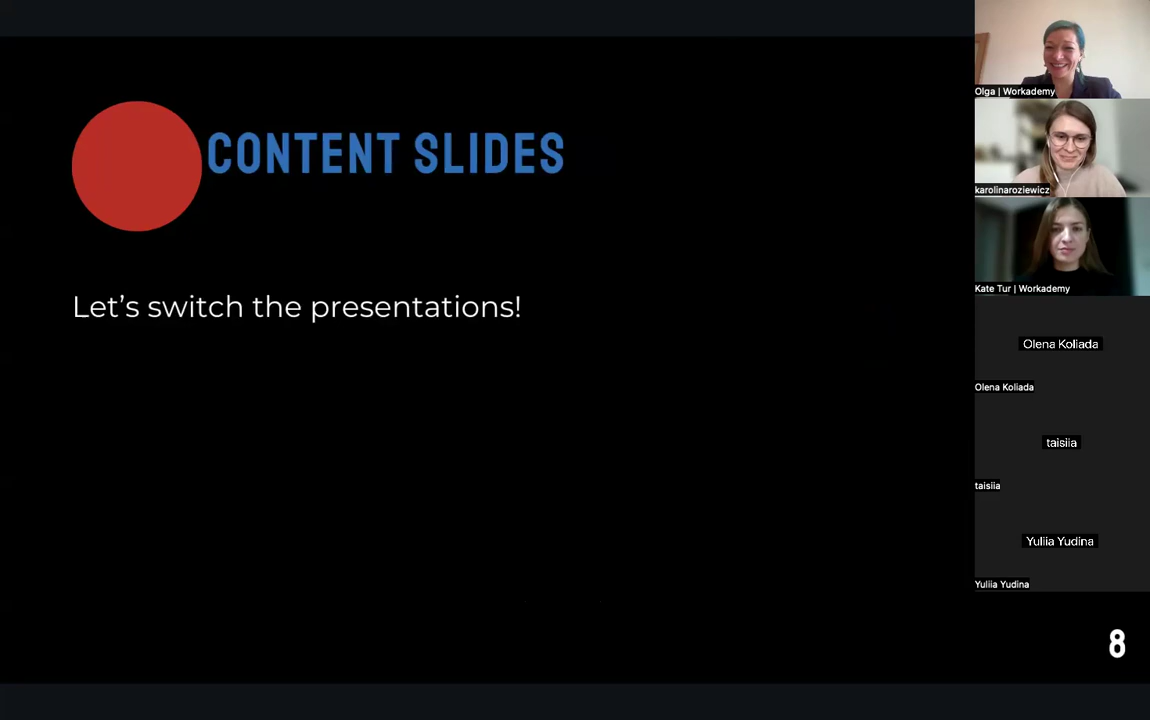 CONTENT SLIDES
Let's switch the presentations!
Olga | Workademy
karolinaroziewicz
Kate Tur | Workademy
Olena Koliada
Olena Koliada
taisiia
taisiia
Yuliia Yudina
Yuliia Yudina
8